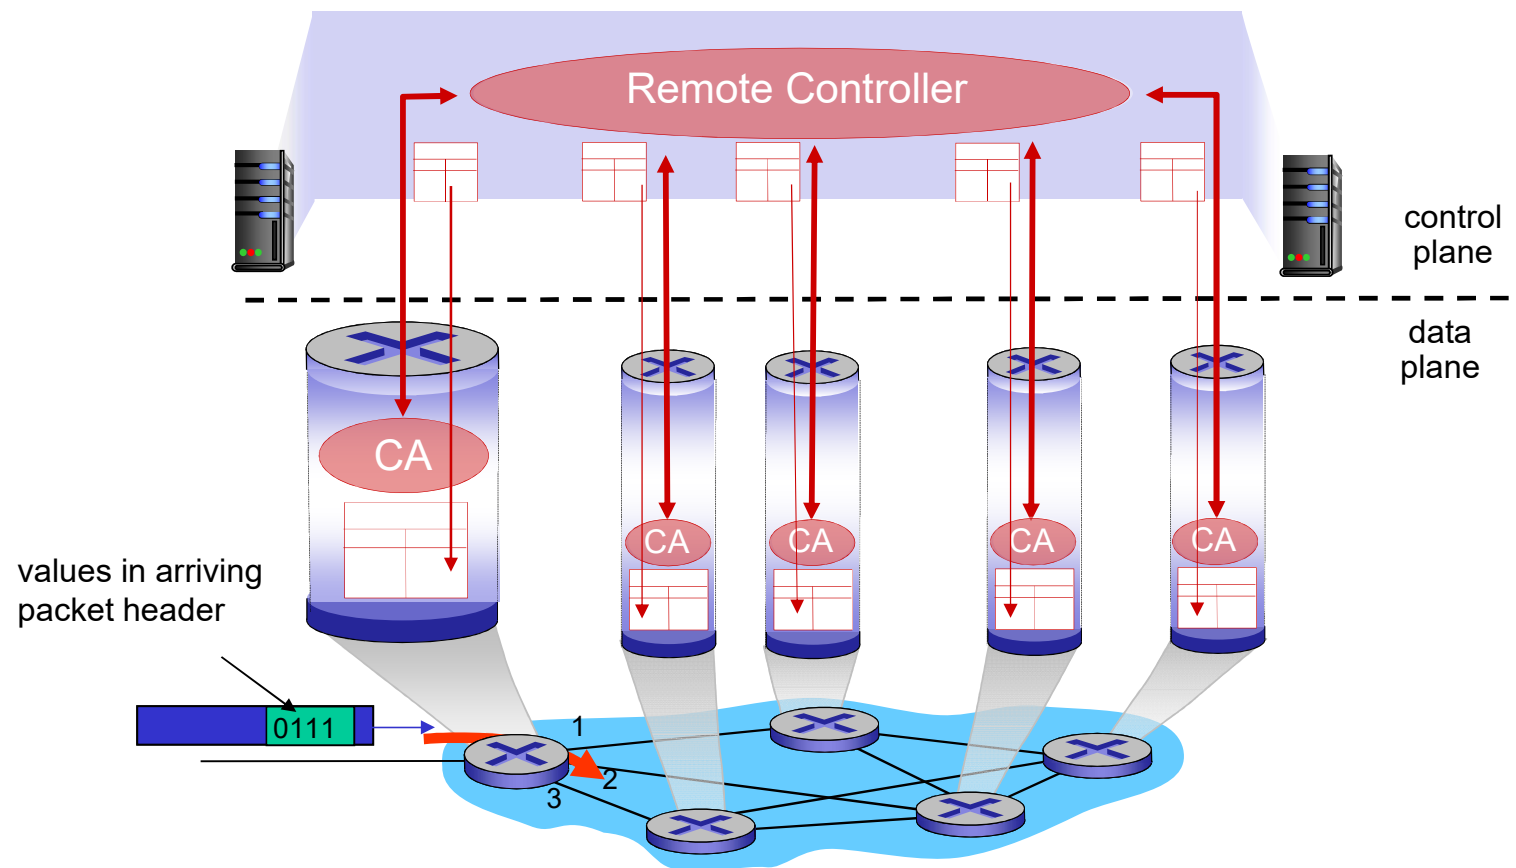 Remote Controller
control
plane
data
plane
CA
CA
CA
CA
CA
values in arriving
packet header
0111
1
2
3